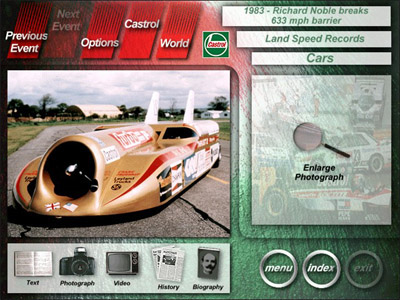 Previous
Event
Next
Event
Options
Castrol
World
Castrol
1983 - Richard Noble breaks
633 mph barrier
Land Speed Records
Cars
Enlarge
Photograph
Text
Photograph
Video
History
Biography
menu
index
exit